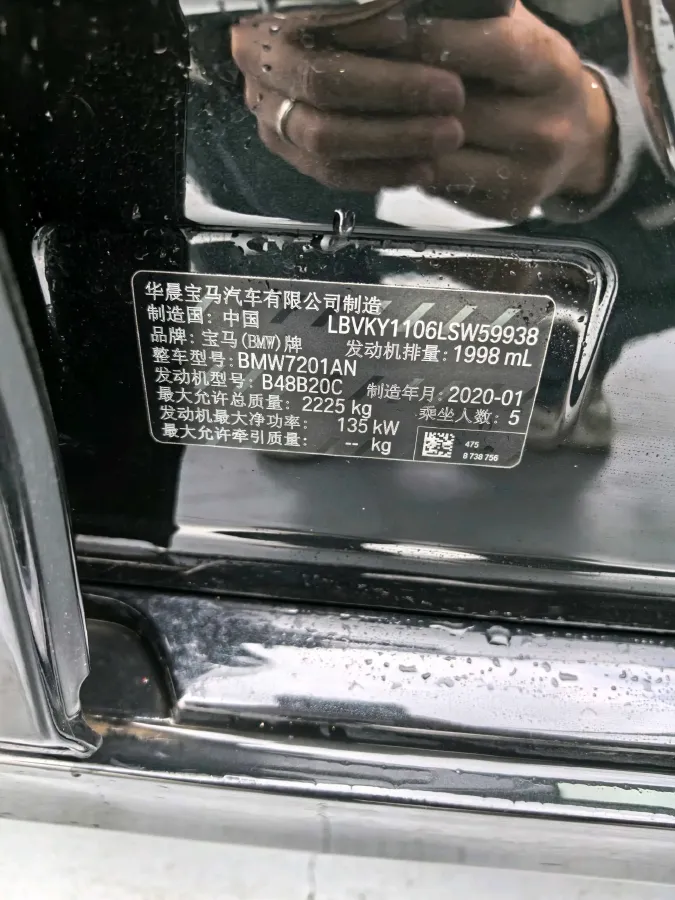 华晨宝马汽车有限公司制造
制造国：中国 LBVKY1106LSW59938
品牌：宝马(BMW)牌 发动机排量：1998 mL
整车型号：BMW7201AN
发动机型号：B48B20C 制造年月：2020-01
最大允许总质量：2225 kg 乘坐人数：5
发动机最大净功率：135 kW
最大允许牵引质量：-- kg
475
8 738 756